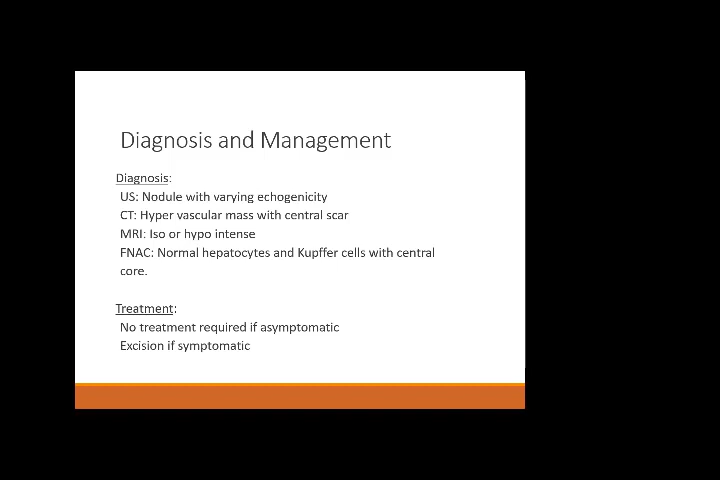 Diagnosis and Management
Diagnosis:
US: Nodule with varying echogenicity
CT: Hyper vascular mass with central scar
MRI: Iso or hypo intense
FNAC: Normal hepatocytes and Kupffer cells with central
core.
Treatment:
No treatment required if asymptomatic
Excision if symptomatic